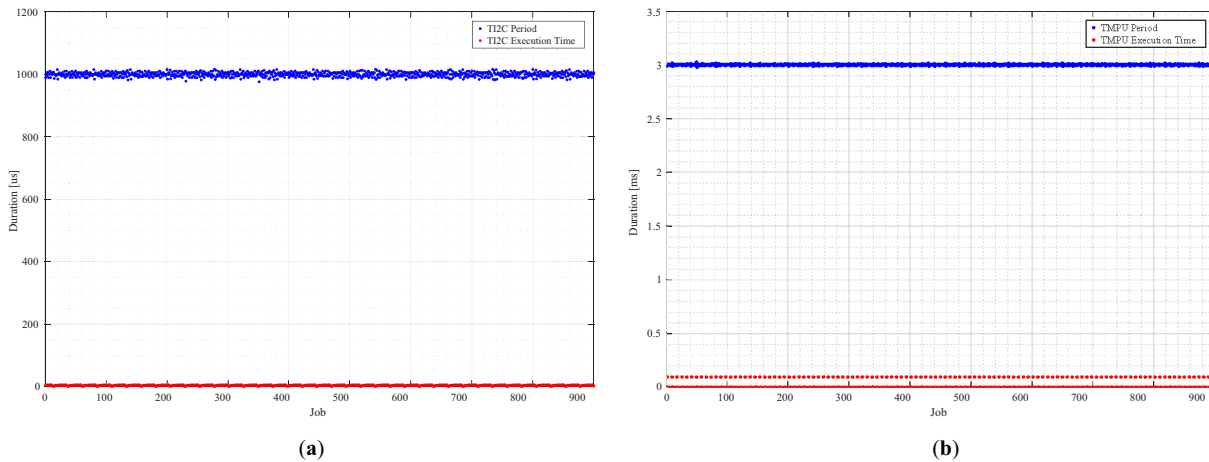 1200
1000
800
600
400
200
0
Duration [us]
TI2C Period
TI2C Execution Time
0 100 200 300 400 500 600 700 800 900
Job
(a)
3.5
3
2.5
2
1.5
1
0.5
0
Duration [ms]
TMPU Period
TMPU Execution Time
0 100 200 300 400 500 600 700 800 900
Job
(b)